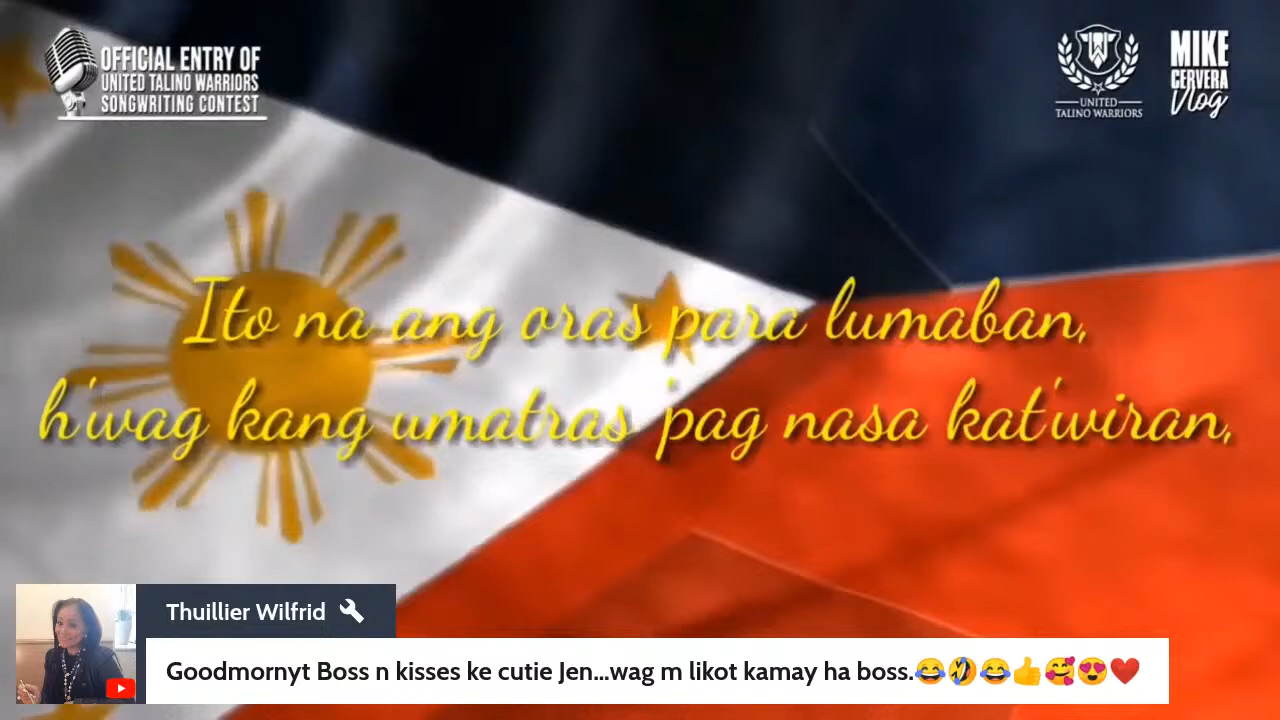 OFFICIAL ENTRY OF
UNITED TALINO WARRIORS
SONGWRITING CONTEST
UNITED
TALINO WARRIORS
MIKE
CERVERA
Vlog
Ito na ang oras para lumaban,
h'wag kang umatras 'pag nasa kat'wiran,
Thuillier Wilfrid
Goodmornyt Boss n kisses ke cutie Jen...wag m likot kamay ha boss.😂🤣😂👍🥰😍❤️